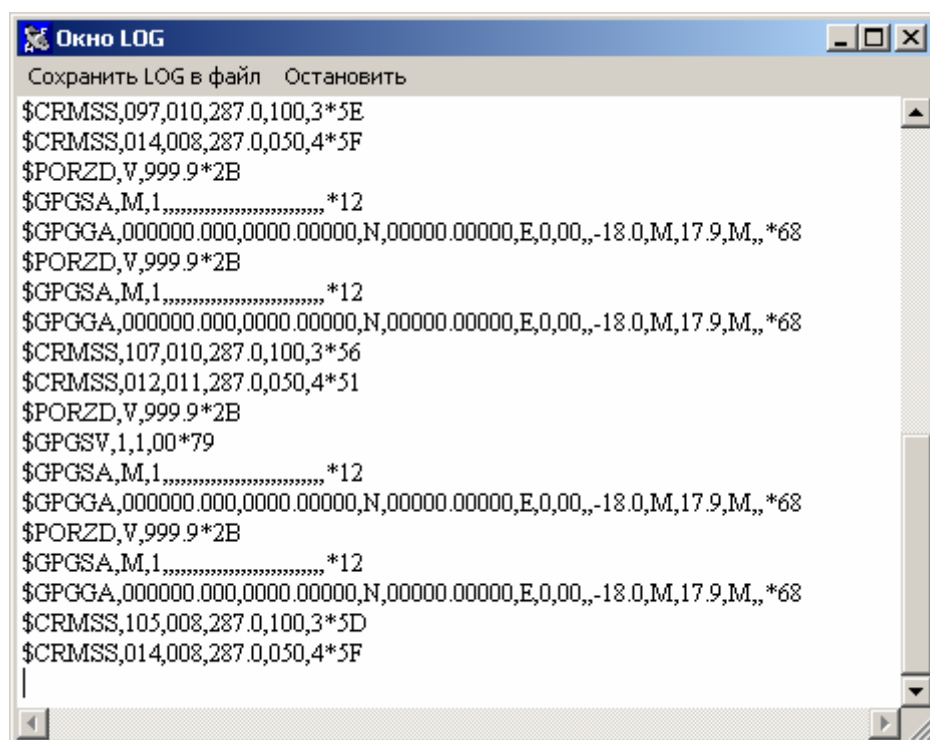 Окно LOG
Сохранить LOG в файл Остановить
$CRMSS,097,010,287.0,100,3*5E
$CRMSS,014,008,287.0,050,4*5F
$PORZD,V,999.9*2B
$GPGSA,M,1,,,,,,,,,,,,,,,,,,,,,,,,,,,*12
$GPGGA,000000.000,0000.00000,N,00000.00000,E,0,00,,-18.0,M,17.9,M,,*68
$PORZD,V,999.9*2B
$GPGSA,M,1,,,,,,,,,,,,,,,,,,,,,,,,,,,*12
$GPGGA,000000.000,0000.00000,N,00000.00000,E,0,00,,-18.0,M,17.9,M,,*68
$CRMSS,107,010,287.0,100,3*56
$CRMSS,012,011,287.0,050,4*51
$PORZD,V,999.9*2B
$GPGSV,1,1,00*79
$GPGSA,M,1,,,,,,,,,,,,,,,,,,,,,,,,,,,*12
$GPGGA,000000.000,0000.00000,N,00000.00000,E,0,00,,-18.0,M,17.9,M,,*68
$PORZD,V,999.9*2B
$GPGSA,M,1,,,,,,,,,,,,,,,,,,,,,,,,,,,*12
$GPGGA,000000.000,0000.00000,N,00000.00000,E,0,00,,-18.0,M,17.9,M,,*68
$CRMSS,105,008,287.0,100,3*5D
$CRMSS,014,008,287.0,050,4*5F